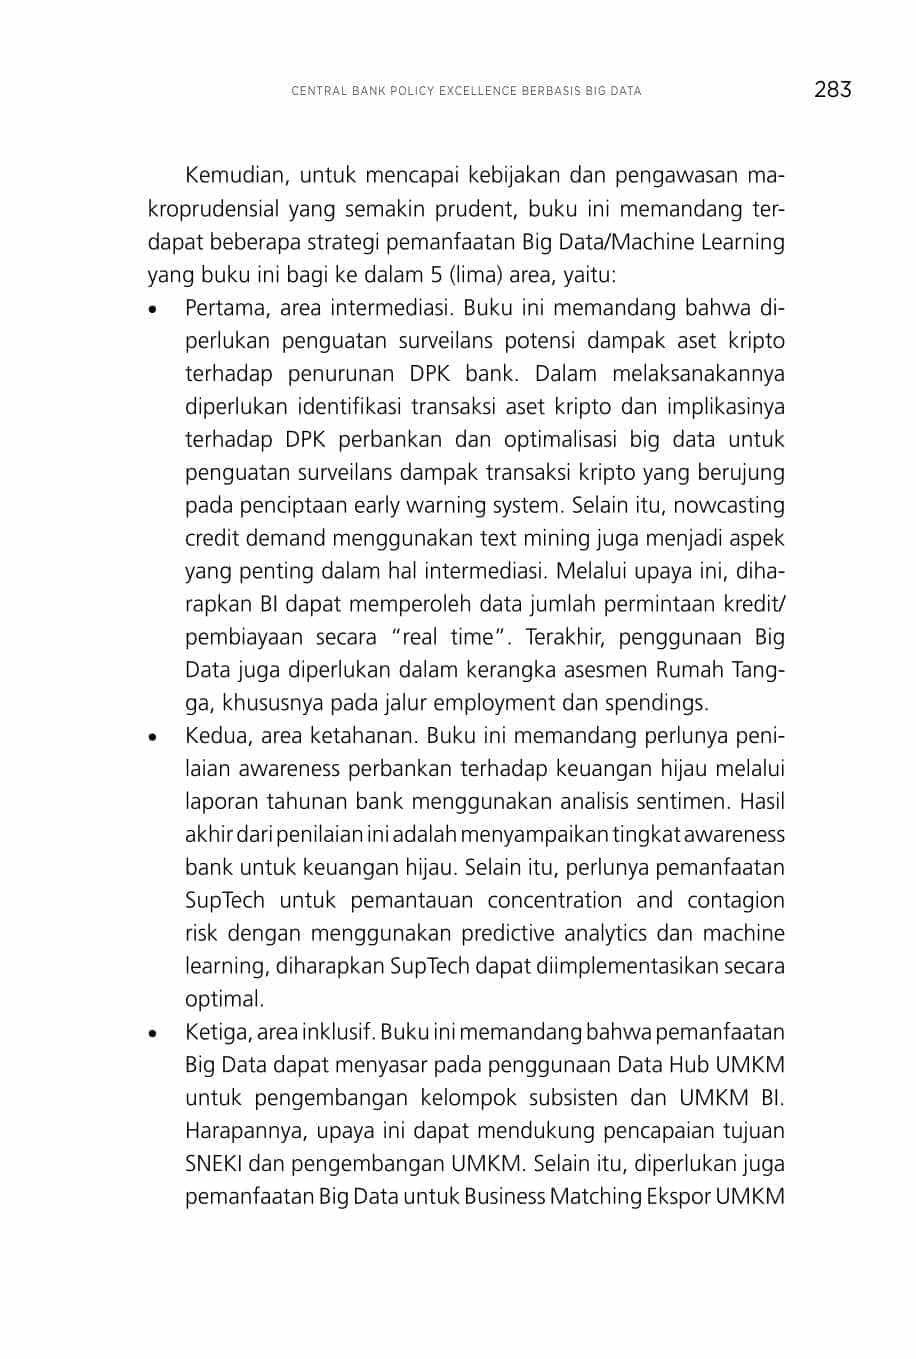 CENTRAL BANK POLICY EXCELLENCE BERBASIS BIG DATA 283
Kemudian, untuk mencapai kebijakan dan pengawasan ma-
kroprudensial yang semakin prudent, buku ini memandang ter-
dapat beberapa strategi pemanfaatan Big Data/Machine Learning
yang buku ini bagi ke dalam 5 (lima) area, yaitu:
• Pertama, area intermediasi. Buku ini memandang bahwa di-
perlukan penguatan surveilans potensi dampak aset kripto
terhadap penurunan DPK bank. Dalam melaksanakannya
diperlukan identifikasi transaksi aset kripto dan implikasinya
terhadap DPK perbankan dan optimalisasi big data untuk
penguatan surveilans dampak transaksi kripto yang berujung
pada penciptaan early warning system. Selain itu, nowcasting
credit demand menggunakan text mining juga menjadi aspek
yang penting dalam hal intermediasi. Melalui upaya ini, diha-
rapkan BI dapat memperoleh data jumlah permintaan kredit/
pembiayaan secara “real time”. Terakhir, penggunaan Big
Data juga diperlukan dalam kerangka asesmen Rumah Tang-
ga, khususnya pada jalur employment dan spendings.
• Kedua, area ketahanan. Buku ini memandang perlunya peni-
laian awareness perbankan terhadap keuangan hijau melalui
laporan tahunan bank menggunakan analisis sentimen. Hasil
akhir dari penilaian ini adalah menyampaikan tingkat awareness
bank untuk keuangan hijau. Selain itu, perlunya pemanfaatan
SupTech untuk pemantauan concentration and contagion
risk dengan menggunakan predictive analytics dan machine
learning, diharapkan SupTech dapat diimplementasikan secara
optimal.
• Ketiga, area inklusif. Buku ini memandang bahwa pemanfaatan
Big Data dapat menyasar pada penggunaan Data Hub UMKM
untuk pengembangan kelompok subsisten dan UMKM BI.
Harapannya, upaya ini dapat mendukung pencapaian tujuan
SNEKI dan pengembangan UMKM. Selain itu, diperlukan juga
pemanfaatan Big Data untuk Business Matching Ekspor UMKM